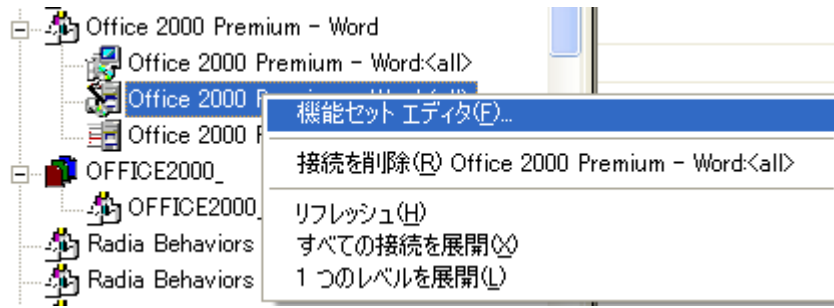 Office 2000 Premium - Word
Office 2000 Premium - Word:<all>
Office 2000
機能セット エディタ(F)...
Office 2000
接続を削除(R) Office 2000 Premium - Word:<all>
OFFICE2000_
OFFICE2000_
リフレッシュ(H)
Radia Behaviors
すべての接続を展開(X)
Radia Behaviors
1 つのレベルを展開(L)